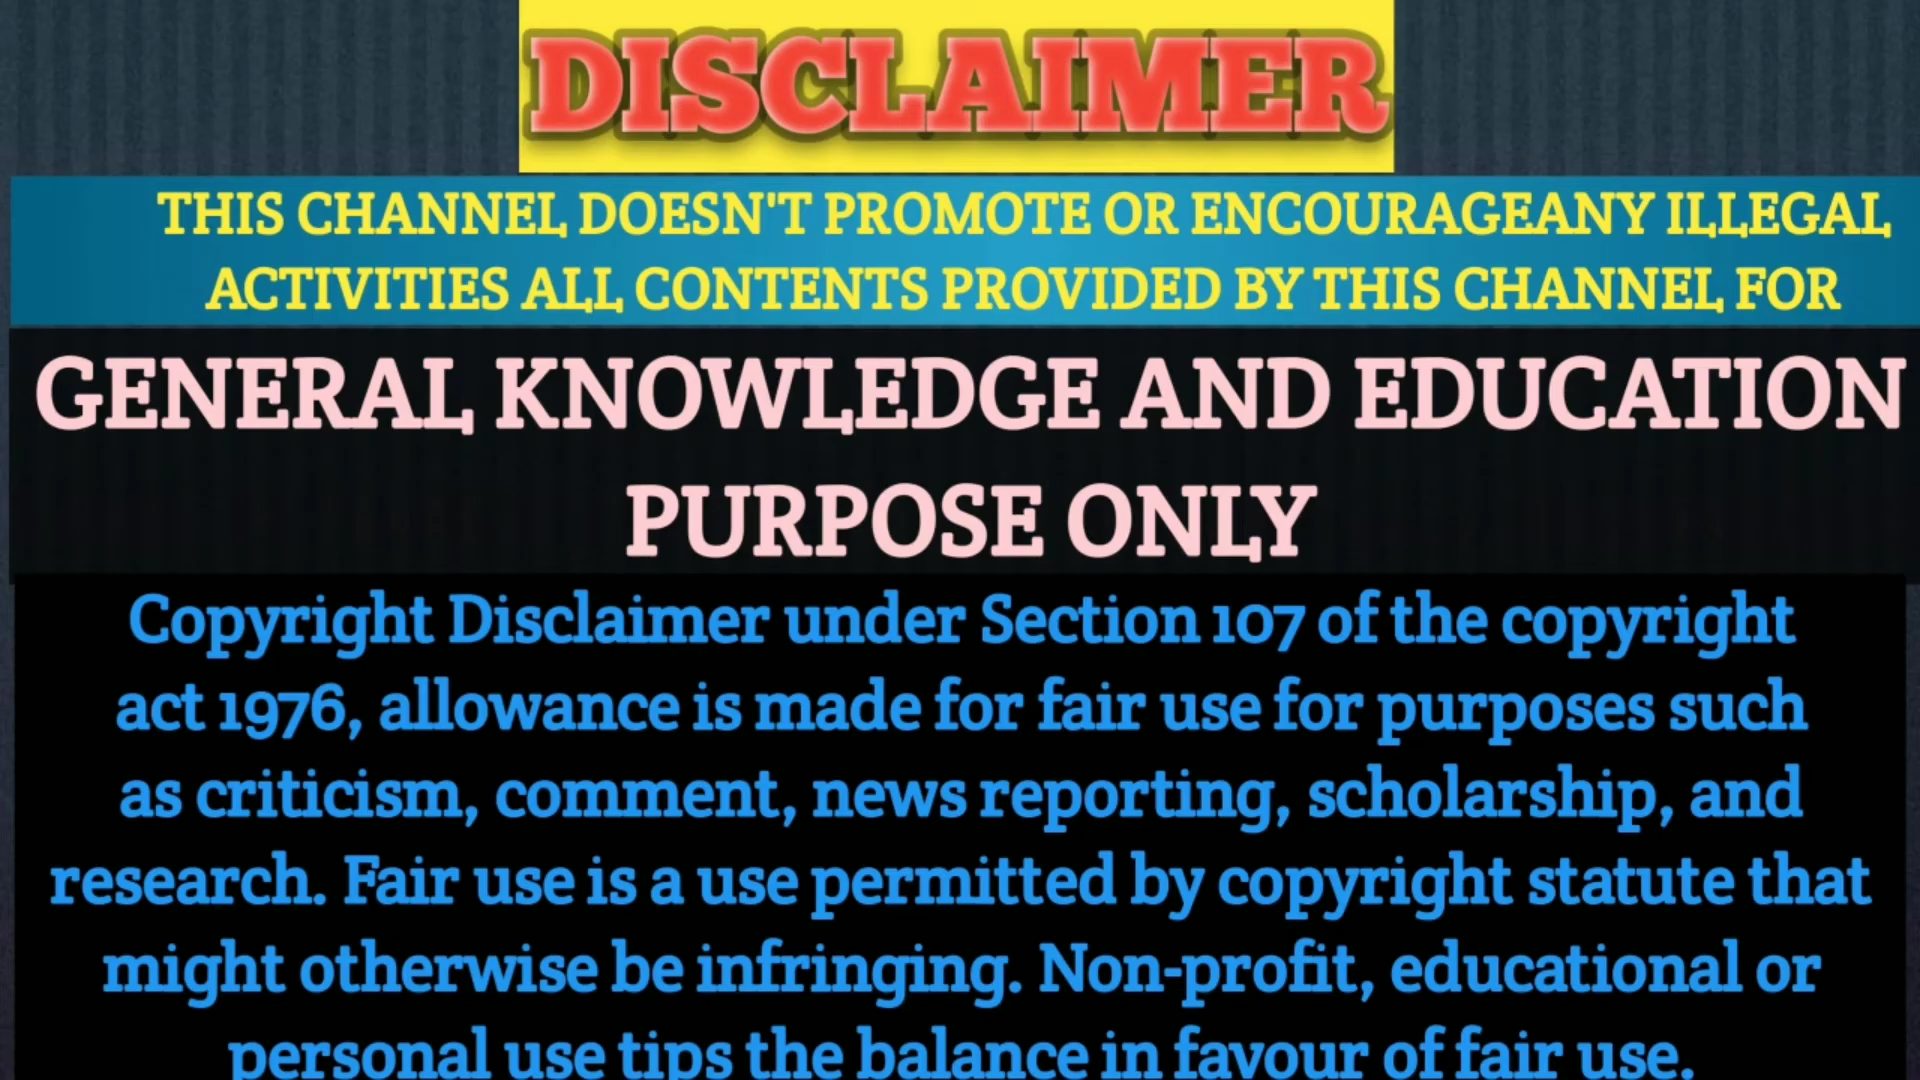 DISCLAIMER
THIS CHANNEL DOESN'T PROMOTE OR ENCOURAGEANY ILLEGAL
ACTIVITIES ALL CONTENTS PROVIDED BY THIS CHANNEL FOR
GENERAL KNOWLEDGE AND EDUCATION
PURPOSE ONLY
Copyright Disclaimer under Section 107 of the copyright
act 1976, allowance is made for fair use for purposes such
as criticism, comment, news reporting, scholarship, and
research. Fair use is a use permitted by copyright statute that
might otherwise be infringing. Non-profit, educational or
personal use tips the balance in favour of fair use.